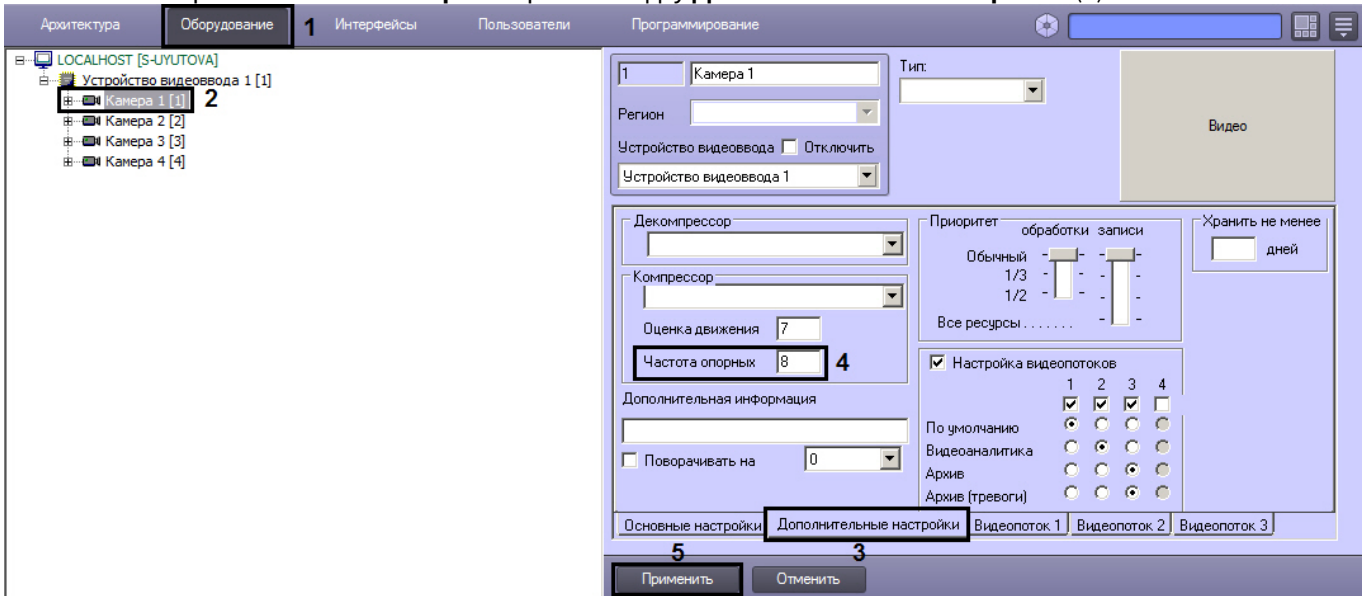 Архитектура Оборудование 1 Интерфейсы Пользователи Программирование
LOCALHOST [S-UYUTOVA]
Устройство видеоввода 1 [1]
Камера 1 [1] 2
Камера 2 [2]
Камера 3 [3]
Камера 4 [4]
1 Камера 1
Регион
Устройство видеоввода Отключить
Устройство видеоввода 1
Тип:
Видео
Декомпрессор
Компрессор
Оценка движения 7
Частота опорных 8 4
Дополнительная информация
Поворачивать на 0
Приоритет
обработки записи
Обычный
1/3
1/2
Все ресурсы . . . . . . .
Хранить не менее
дней
Настройка видеопотоков
1 2 3 4
По умолчанию
Видеоаналитика
Архив
Архив (тревоги)
Основные настройки Дополнительные настройки Видеопоток 1 Видеопоток 2 Видеопоток 3
5 3
Применить Отменить